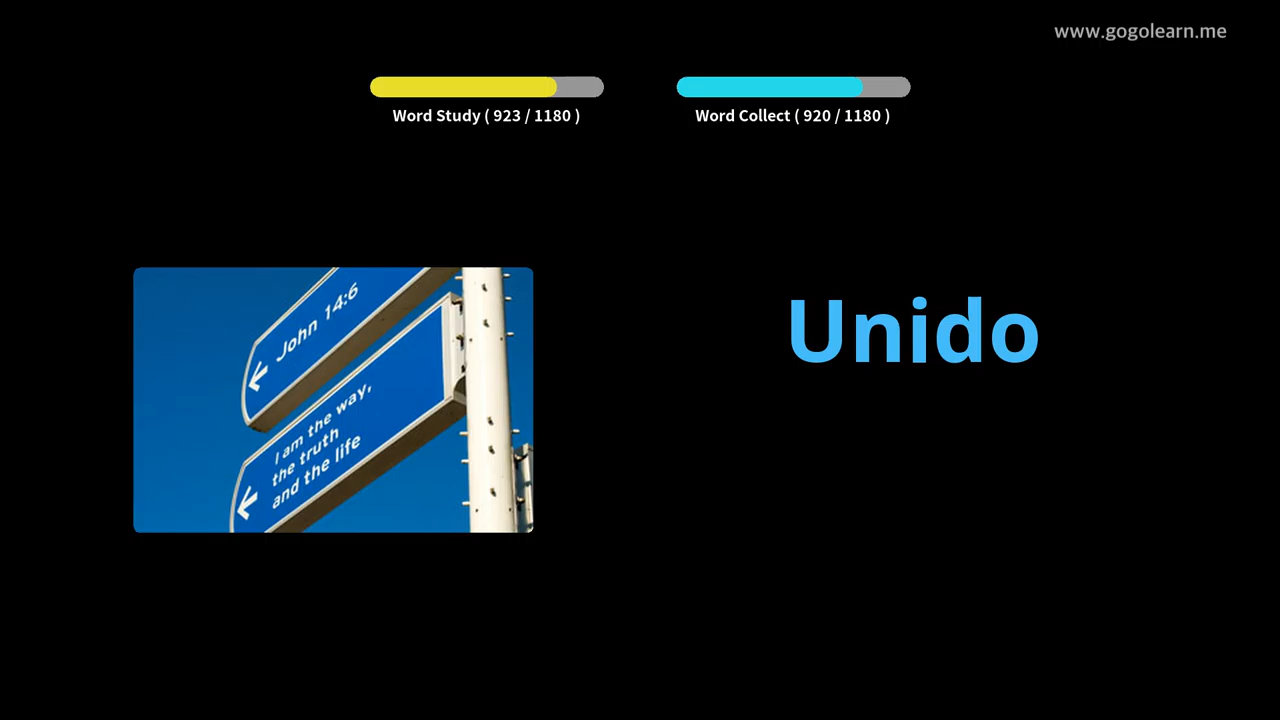 www.gogolearn.me
Word Study ( 923 / 1180 )
Word Collect ( 920 / 1180 )
John 14:6
I am the way,
the truth
and the life
Unido